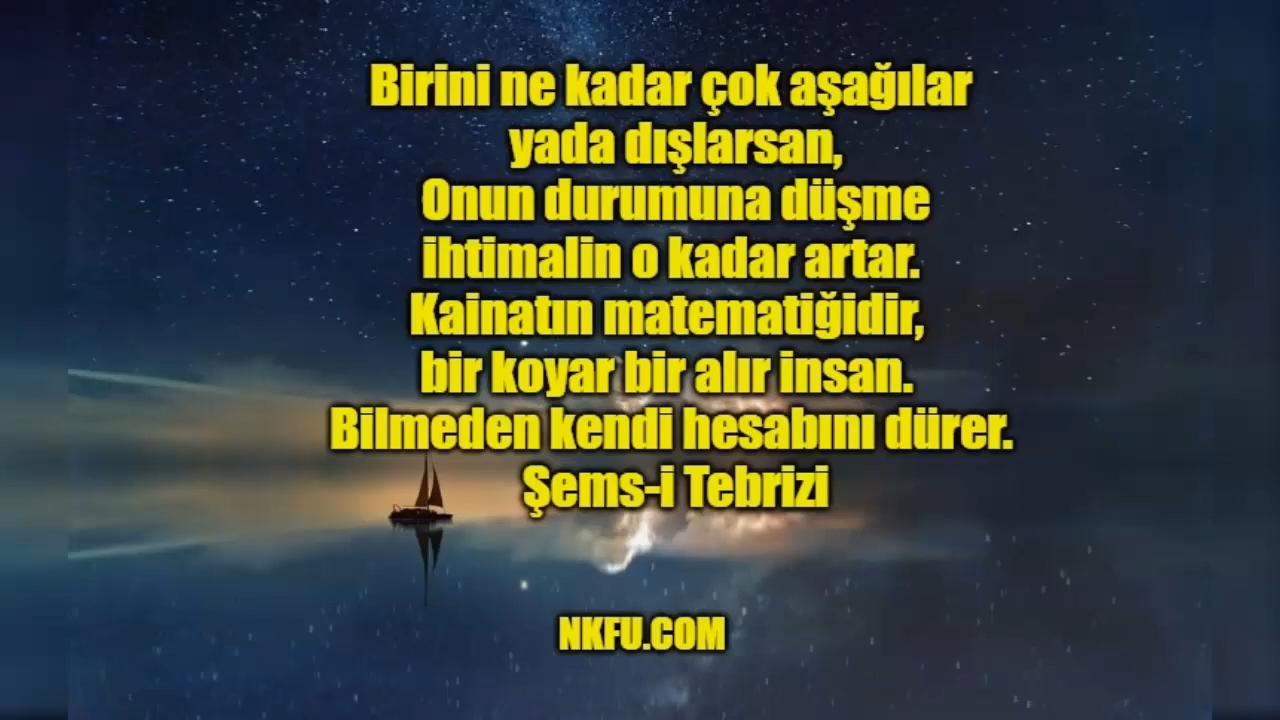 Birini ne kadar çok aşağılar
yada dışlarsan,
Onun durumuna düşme
ihtimalin o kadar artar.
Kainatın matematiğidir,
bir koyar bir alır insan.
Bilmeden kendi hesabını dürer.
Şems-i Tebrizi
NKFU.COM